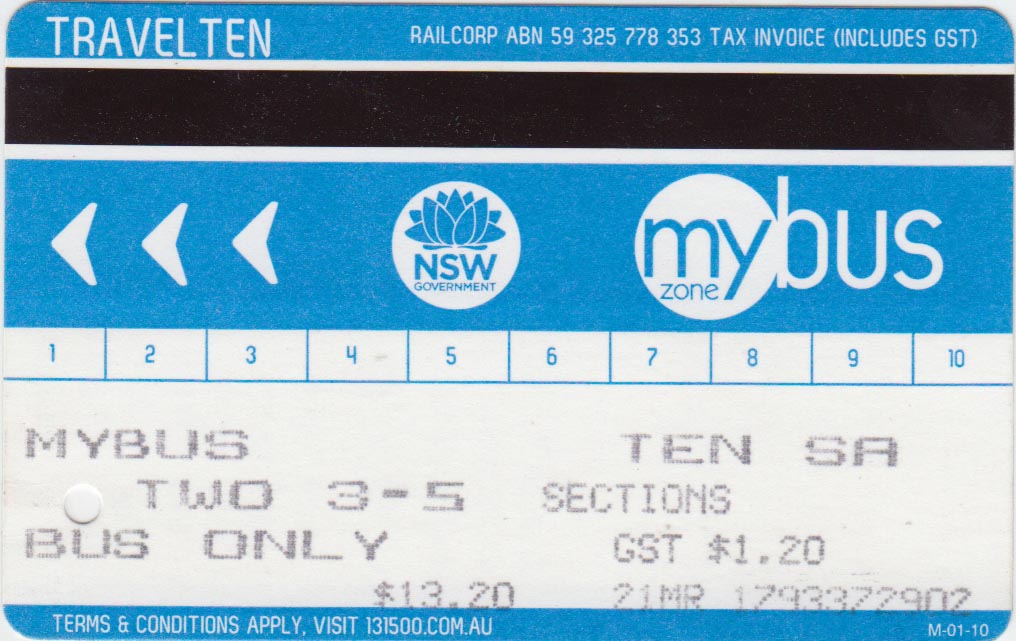 TRAVELTEN RAILCORP ABN 59 325 778 353 TAX INVOICE (INCLUDES GST)
NSW
GOVERNMENT
mybus
zone
1 2 3 4 5 6 7 8 9 10
MYBUS TEN SA
TWO 3-5 SECTIONS
BUS ONLY GST $1.20
$13.20 21MR 1793372902
TERMS & CONDITIONS APPLY, VISIT 131500.COM.AU M-01-10